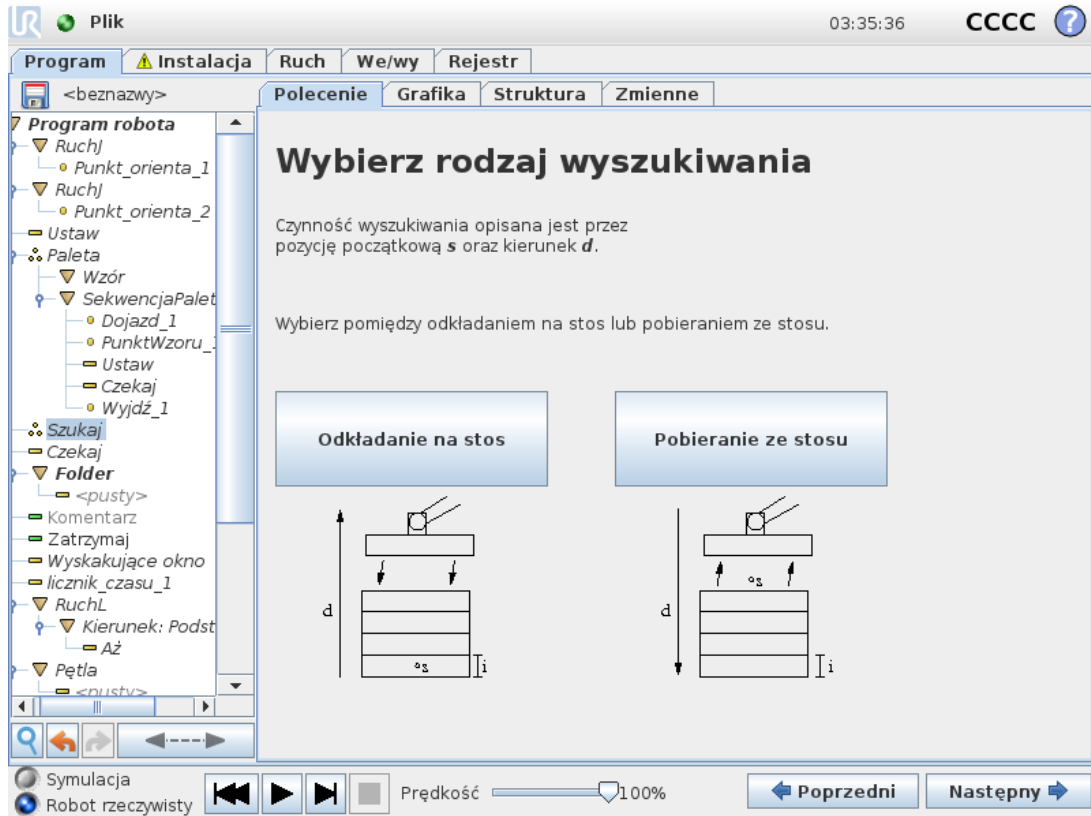 UR Plik 03:35:36 CCCC ?
Program Instalacja Ruch We/wy Rejestr
<beznazwy>
Polecenie Grafika Struktura Zmienne
Program robota
RuchJ
Punkt_orienta_1
RuchJ
Punkt_orienta_2
Ustaw
Paleta
Wzór
SekwencjaPalet
Dojazd_1
PunktWzoru_1
Ustaw
Czekaj
Wyjdź_1
Szukaj
Czekaj
Folder
<pusty>
Komentarz
Zatrzymaj
Wyskakujące okno
licznik_czasu_1
RuchL
Kierunek: Podst
Aż
Pętla
<pusty>
Wybierz rodzaj wyszukiwania
Czynność wyszukiwania opisana jest przez
pozycję początkową s oraz kierunek d.
Wybierz pomiędzy odkładaniem na stos lub pobieraniem ze stosu.
Odkładanie na stos
Pobieranie ze stosu
d s i
d s i
Symulacja
Robot rzeczywisty
Prędkość 100%
Poprzedni Następny